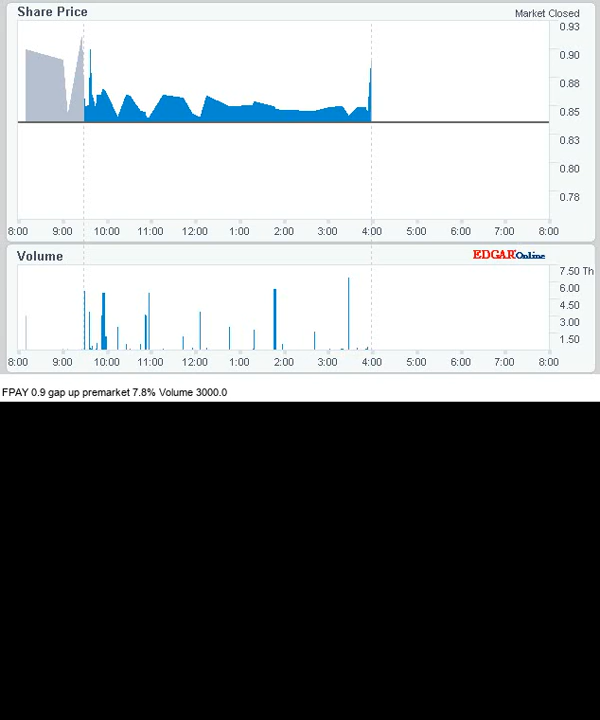 Share Price Market Closed
0.93
0.90
0.88
0.85
0.83
0.80
0.78
8:00 9:00 10:00 11:00 12:00 1:00 2:00 3:00 4:00 5:00 6:00 7:00 8:00
Volume EDGAR Online
7.50 Th
6.00
4.50
3.00
1.50
8:00 9:00 10:00 11:00 12:00 1:00 2:00 3:00 4:00 5:00 6:00 7:00 8:00
FPAY 0.9 gap up premarket 7.8% Volume 3000.0